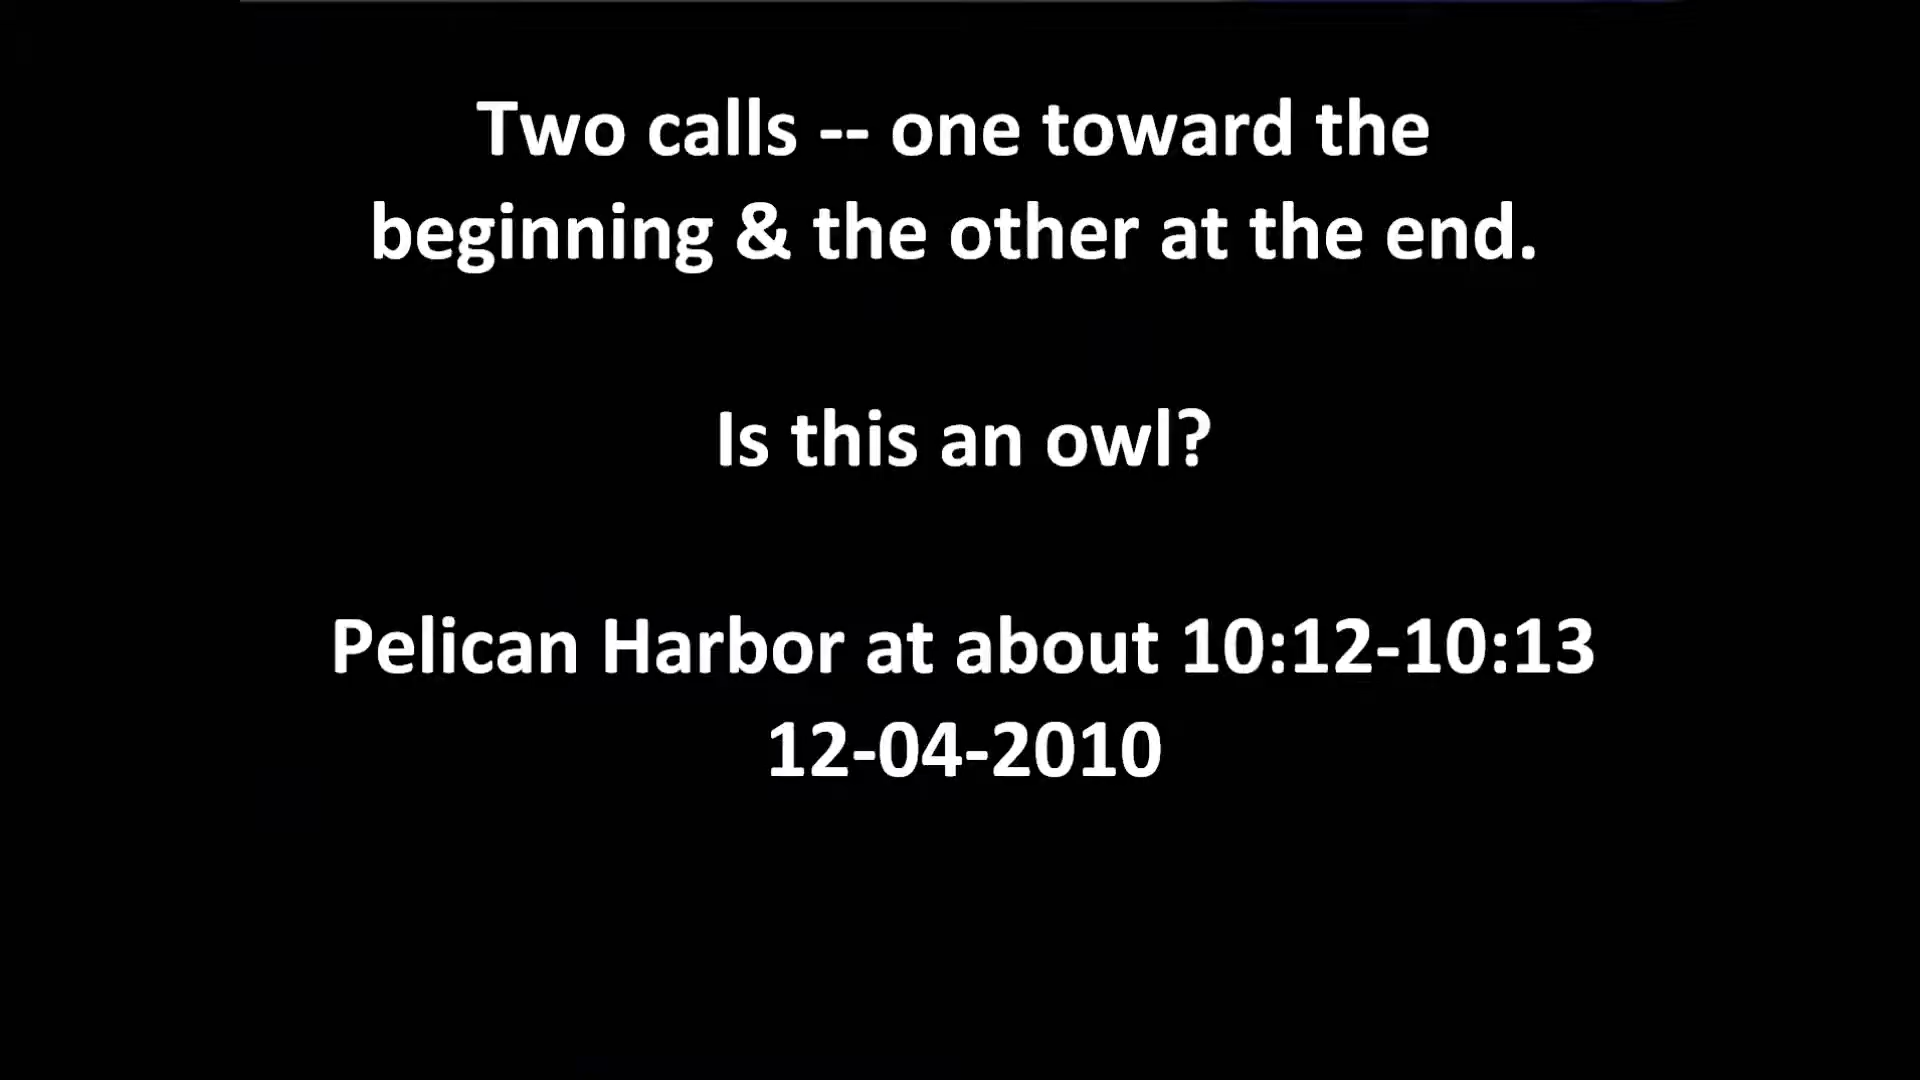 Two calls -- one toward the
beginning & the other at the end.
Is this an owl?
Pelican Harbor at about 10:12-10:13
12-04-2010